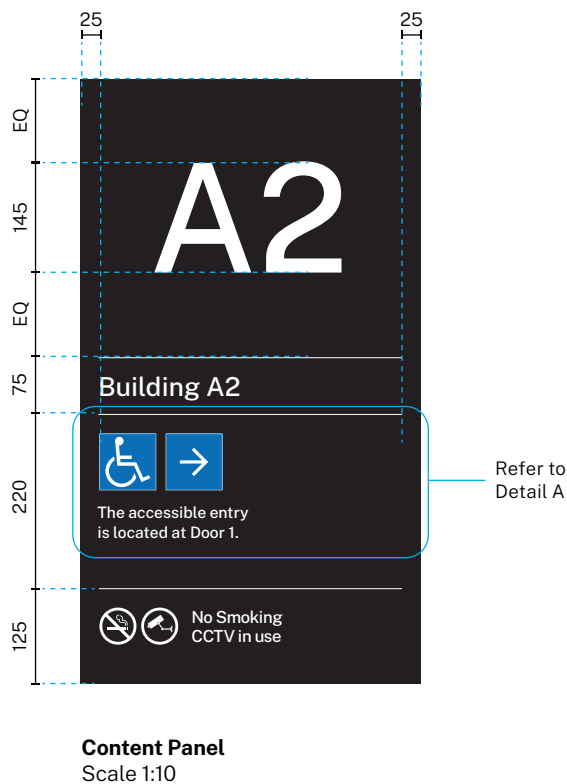 25
25
EQ
145
EQ
75
220
125
A2
Building A2
The accessible entry
is located at Door 1.
Refer to
Detail A
No Smoking
CCTV in use
Content Panel
Scale 1:10